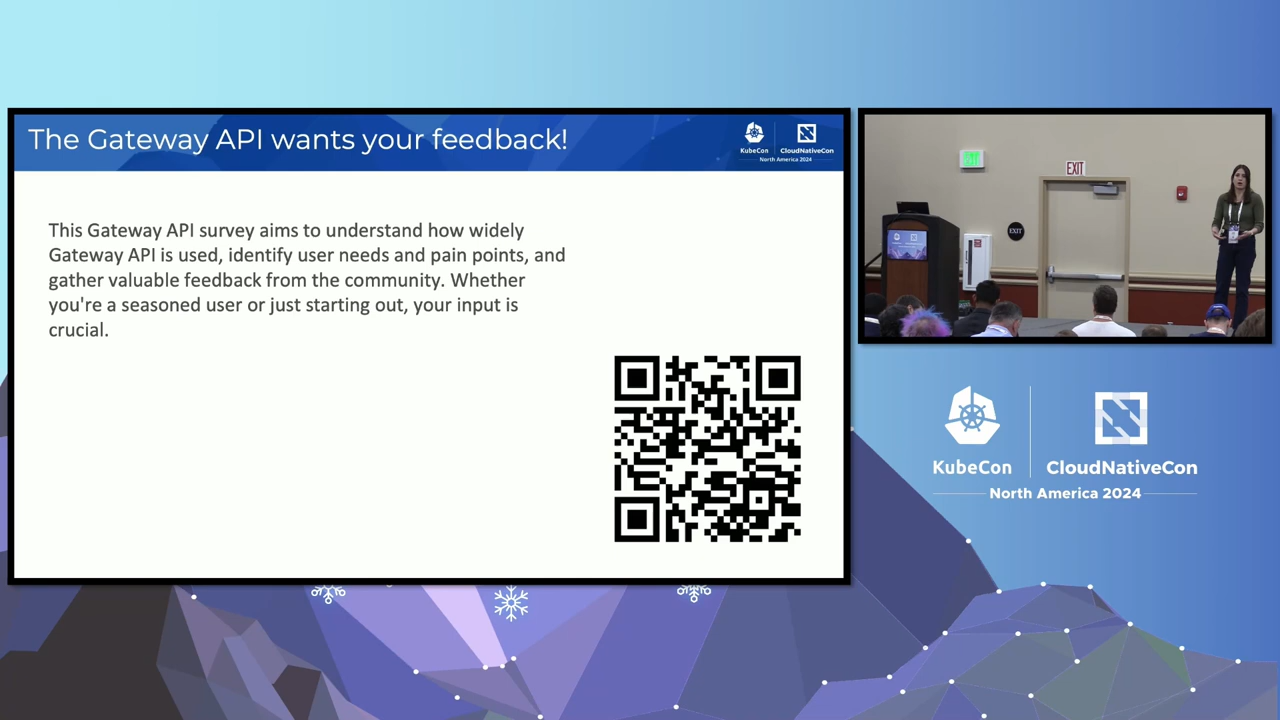 The Gateway API wants your feedback!
KubeCon
CloudNativeCon
North America 2024
This Gateway API survey aims to understand how widely
Gateway API is used, identify user needs and pain points, and
gather valuable feedback from the community. Whether
you're a seasoned user or just starting out, your input is
crucial.
EXIT
EXIT
KubeCon
CloudNativeCon
North America 2024